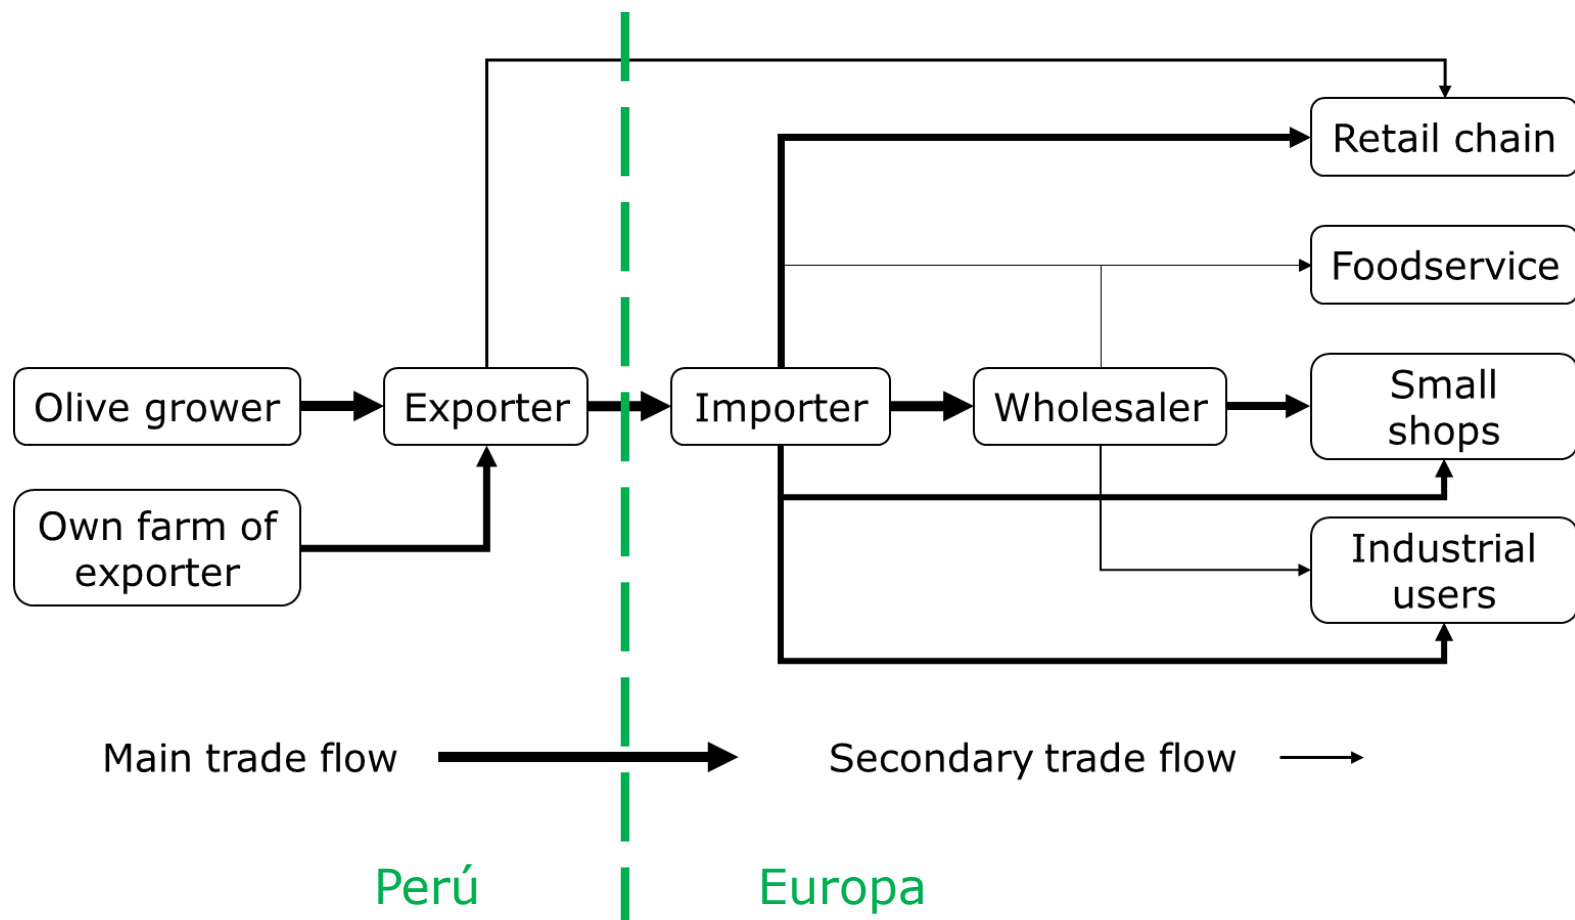 Retail chain
Foodservice
Olive grower
Exporter
Importer
Wholesaler
Small
shops
Own farm of
exporter
Industrial
users
Main trade flow
Secondary trade flow
Perú
Europa